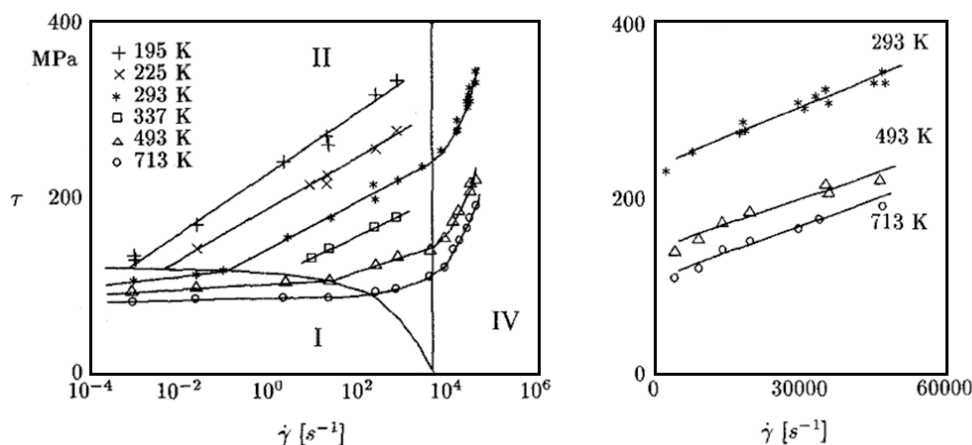 400
MPa
200
τ
0
+ 195 K
× 225 K
* 293 K
□ 337 K
△ 493 K
○ 713 K
II
I
IV
10⁻⁴ 10⁻² 10⁰ 10² 10⁴ 10⁶
γ̇ [s⁻¹]
400
200
0
293 K
493 K
713 K
0 30000 60000
γ̇ [s⁻¹]